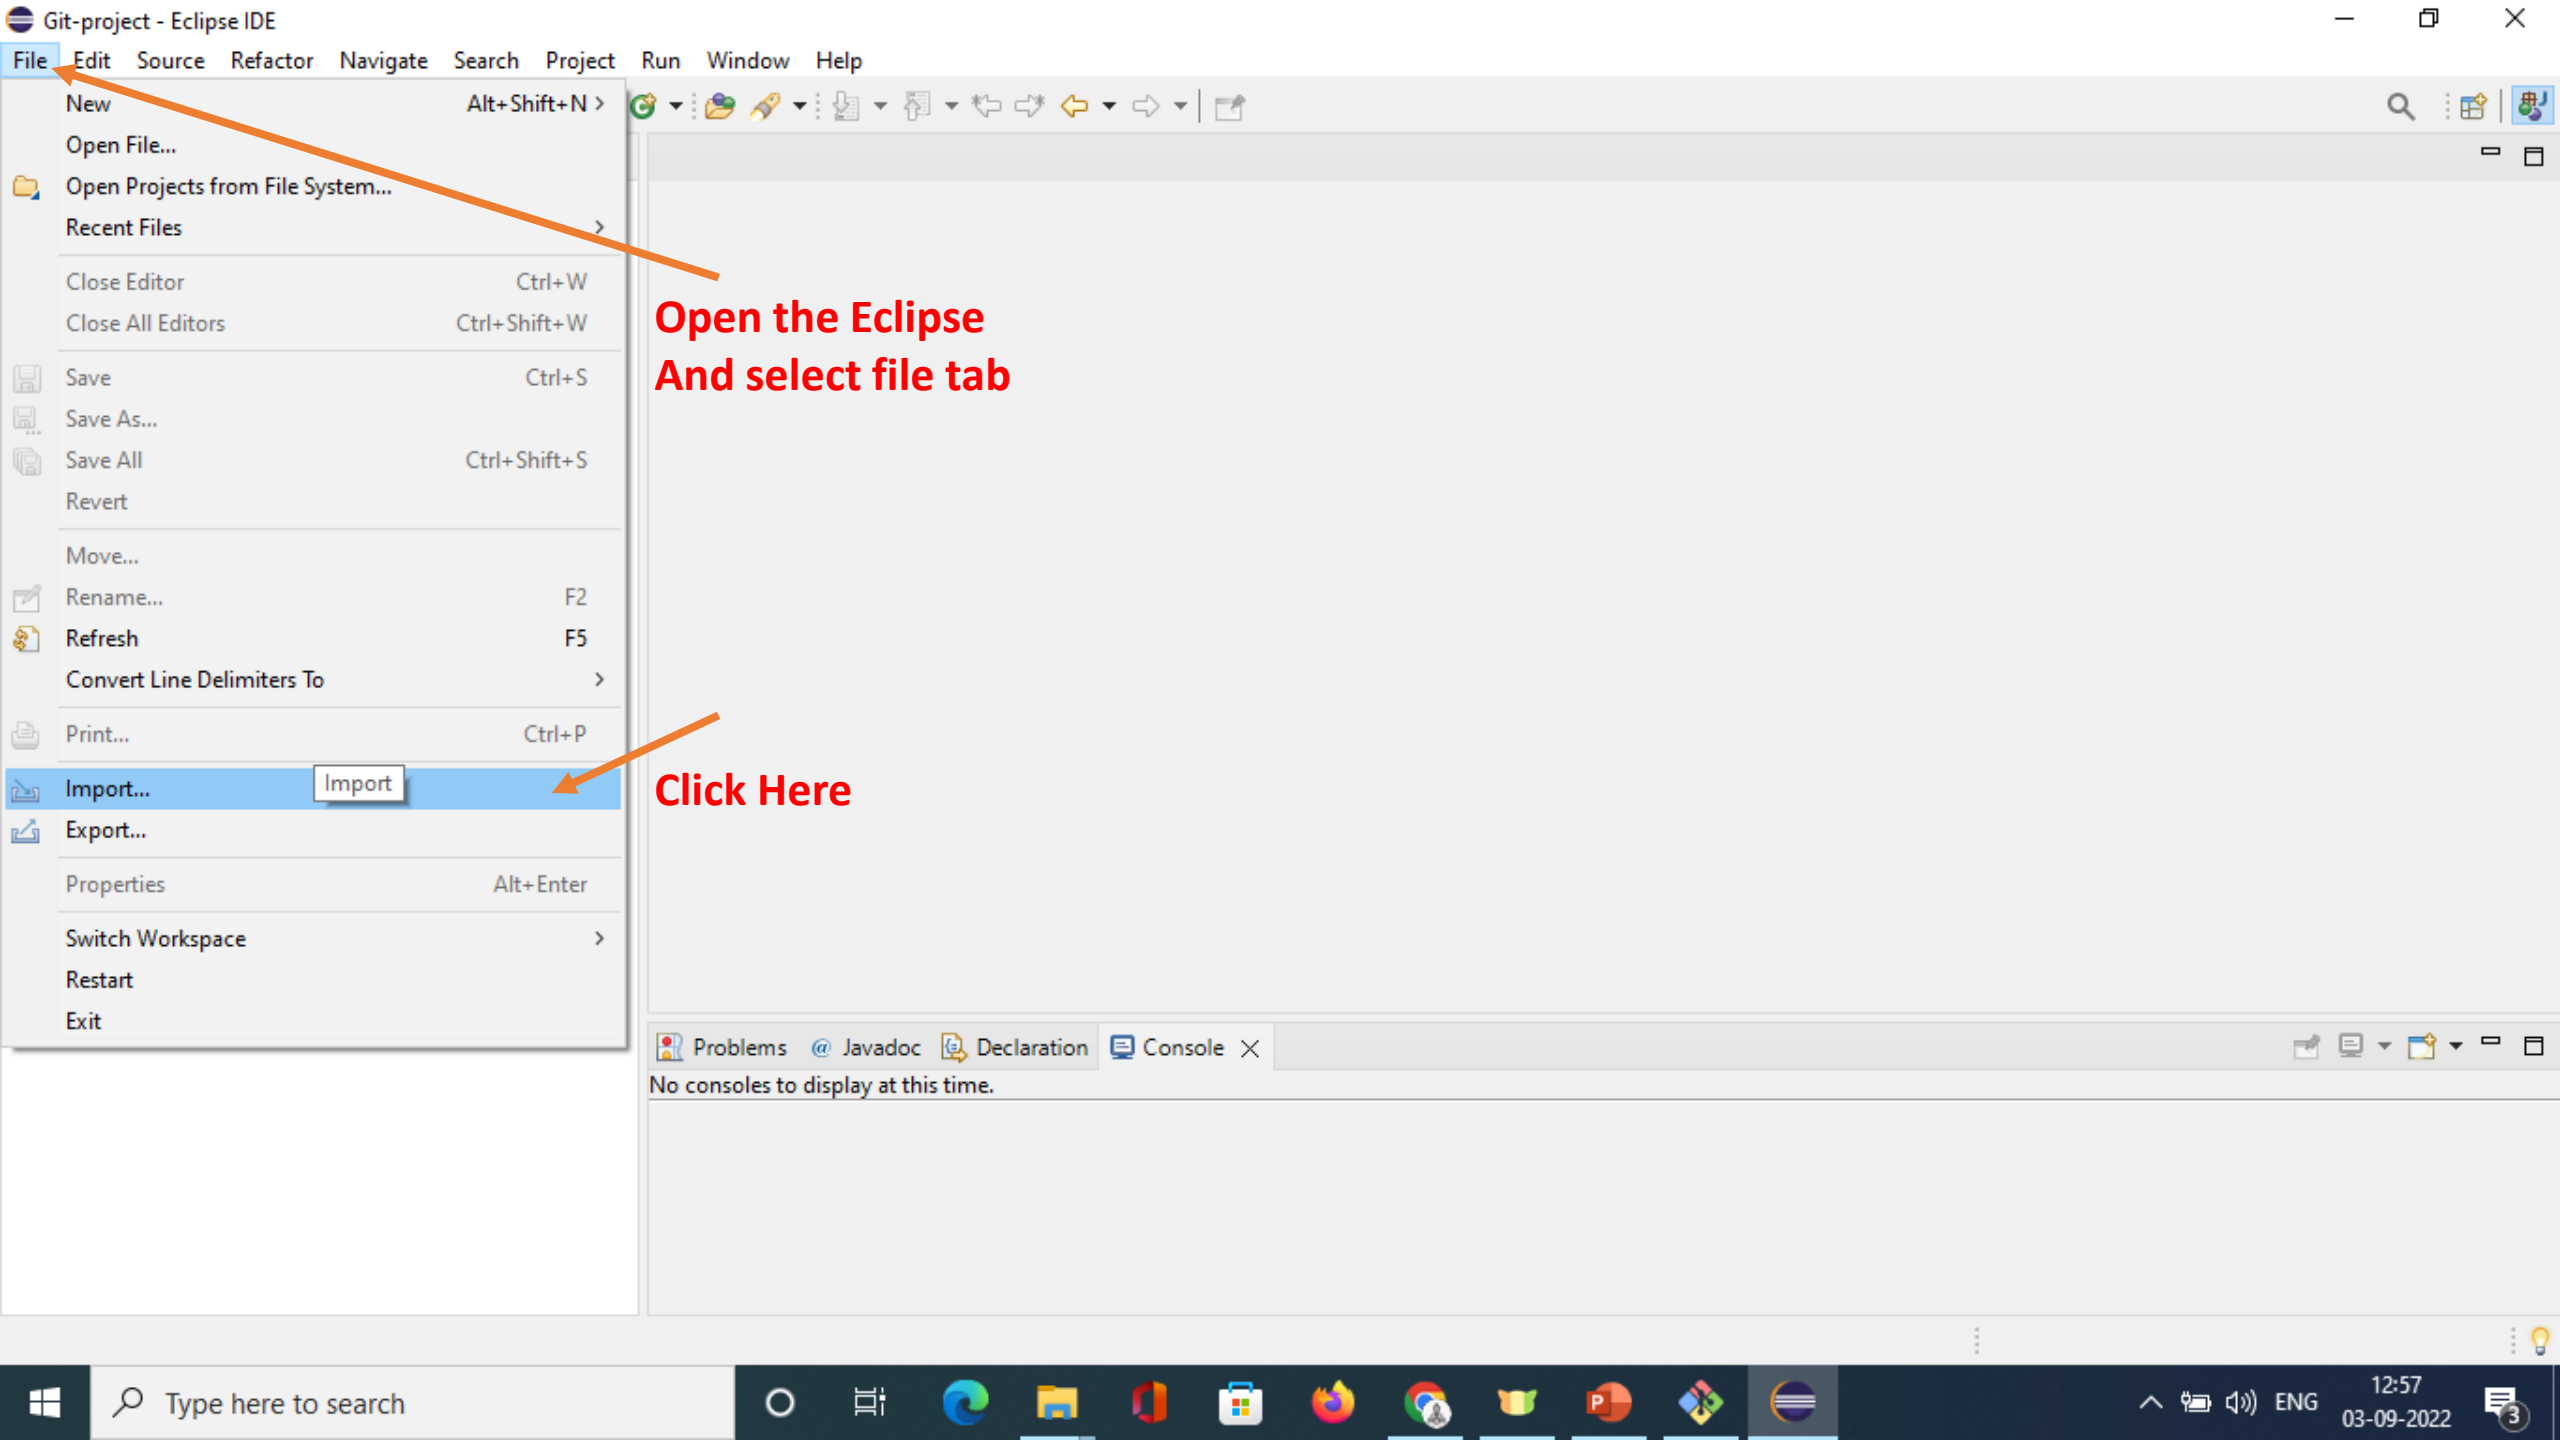 Git-project - Eclipse IDE
File Edit Source Refactor Navigate Search Project Run Window Help
New Alt+Shift+N >
Open File...
Open Projects from File System...
Recent Files >
Close Editor Ctrl+W
Close All Editors Ctrl+Shift+W
Open the Eclipse
And select file tab
Save Ctrl+S
Save As...
Save All Ctrl+Shift+S
Revert
Move...
Rename... F2
Refresh F5
Convert Line Delimiters To >
Print... Ctrl+P
Import... Import
Click Here
Export...
Properties Alt+Enter
Switch Workspace >
Restart
Exit
Problems @ Javadoc Declaration Console
No consoles to display at this time.
Type here to search
ENG
12:57
03-09-2022
3